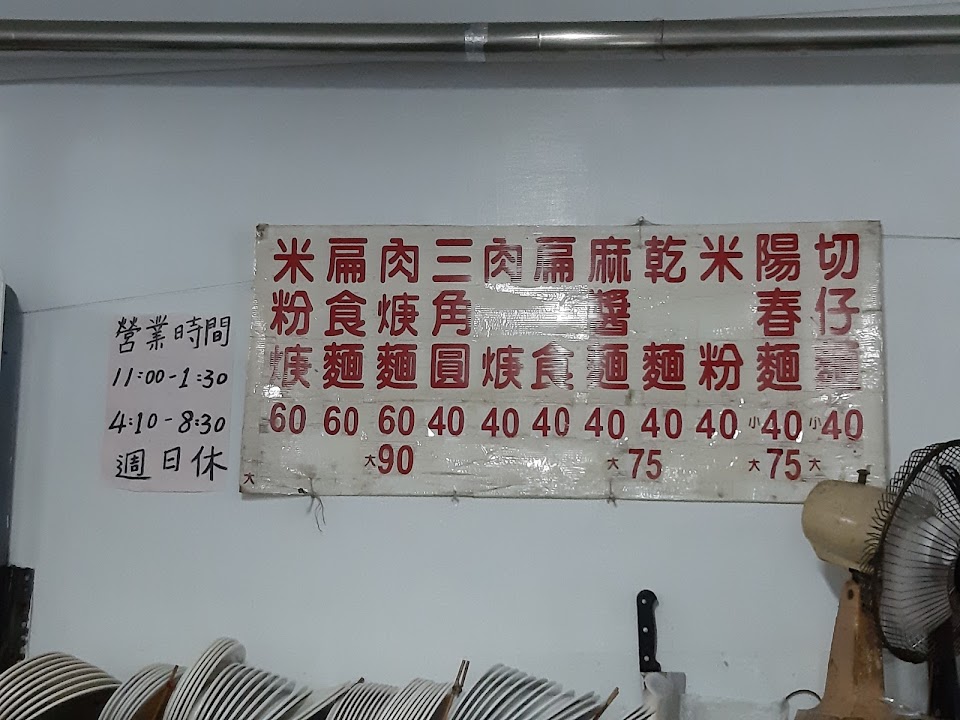 切仔麵
小40
大
陽春麵
小40
大75
米粉
40
乾麵
40
大75
麻醬麵
40
扁食
40
肉焿
40
三角圓
40
肉焿麵
60
大90
扁食麵
60
米粉焿
60
大
營業時間
11:00-1:30
4:10-8:30
週日休